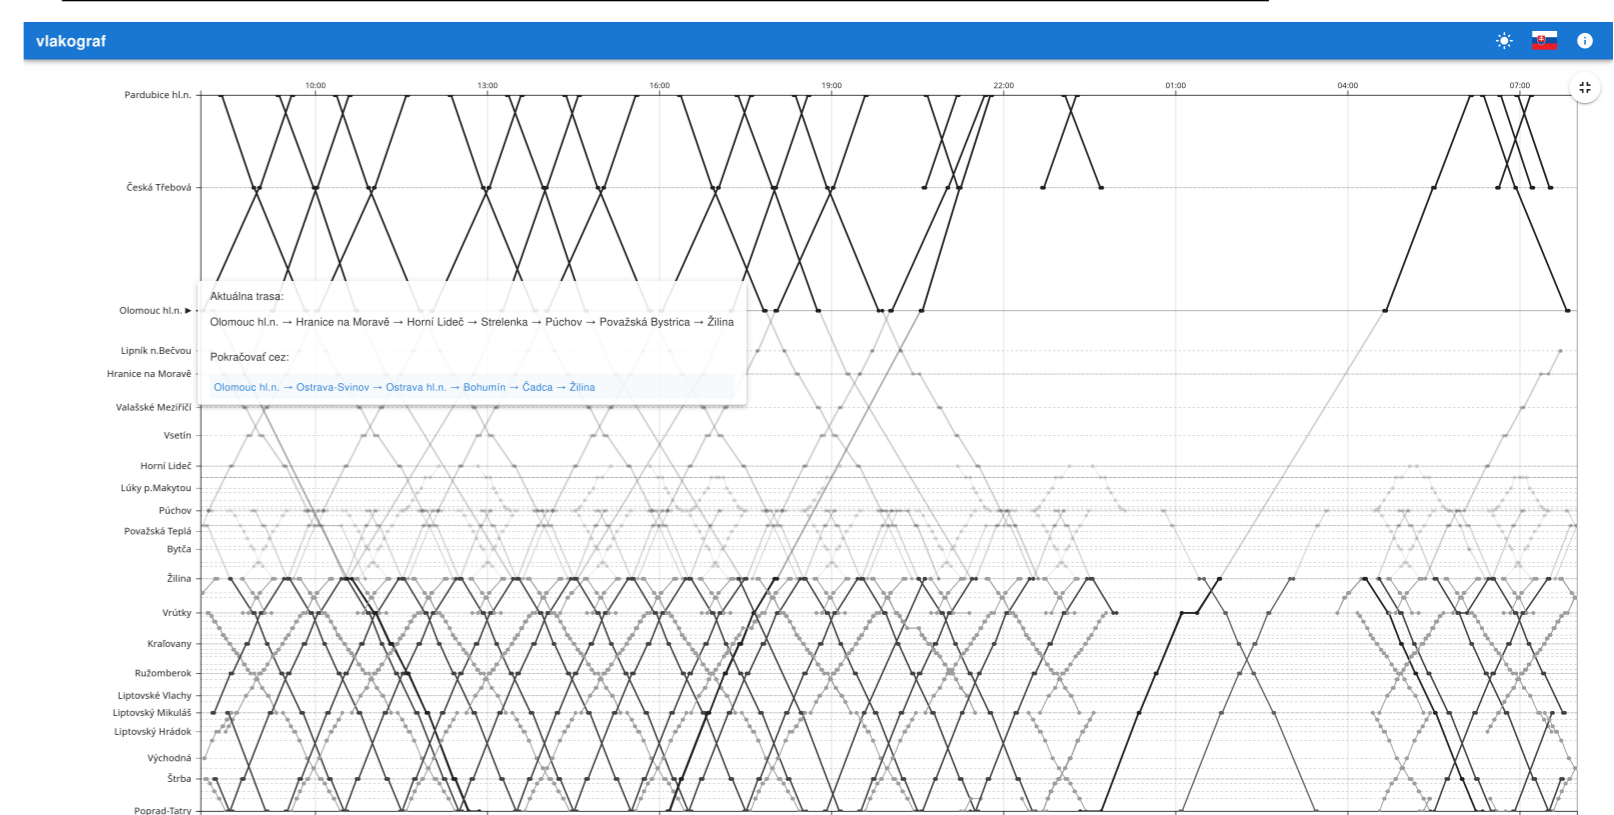 vlakograf
10:00 13:00 16:00 19:00 22:00 01:00 04:00 07:00
Pardubice hl.n.
Česká Třebová
Olomouc hl.n. ►
Lipník n.Bečvou
Hranice na Moravě
Valašské Meziříčí
Vsetín
Horní Lideč
Lúky p.Makytou
Púchov
Považská Teplá
Bytča
Žilina
Vrútky
Kraľovany
Ružomberok
Liptovské Vlachy
Liptovský Mikuláš
Liptovský Hrádok
Východná
Štrba
Poprad-Tatry
Aktuálna trasa:
Olomouc hl.n. → Hranice na Moravě → Horní Lideč → Strelenka → Púchov → Považská Bystrica → Žilina
Pokračovať cez:
Olomouc hl.n. → Ostrava-Svinov → Ostrava hl.n. → Bohumín → Čadca → Žilina